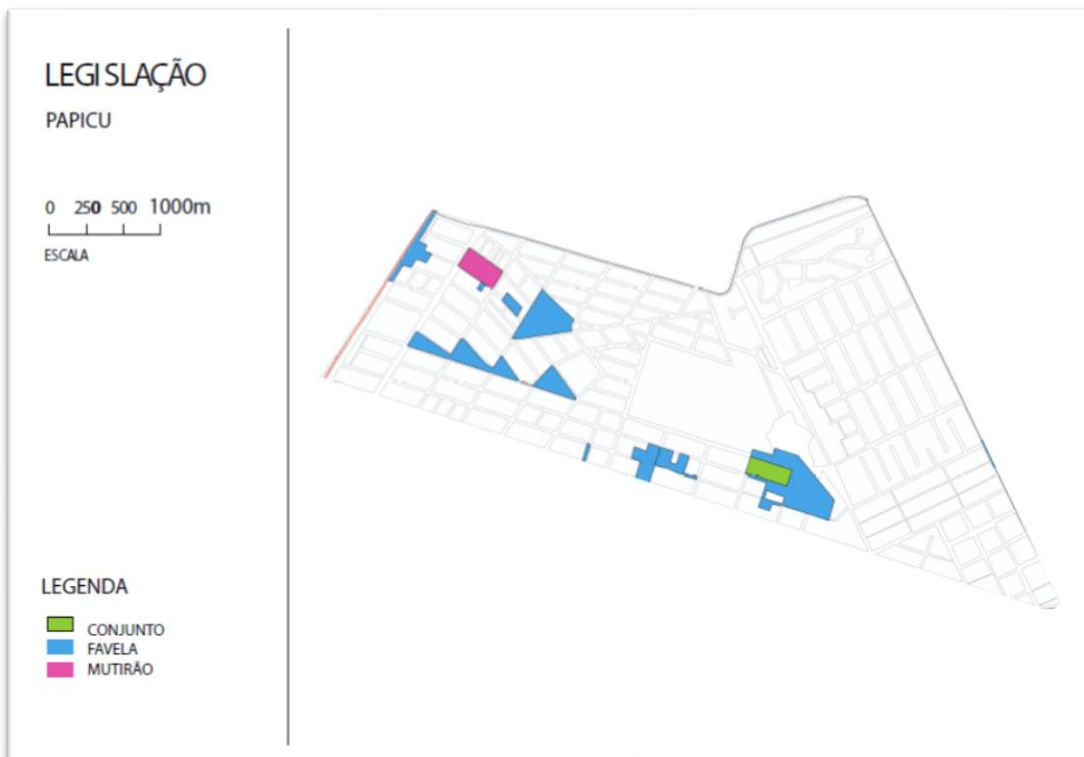 LEGISLAÇÃO
PAPICU
0 250 500 1000m
ESCALA
LEGENDA
CONJUNTO
FAVELA
MUTIRÃO